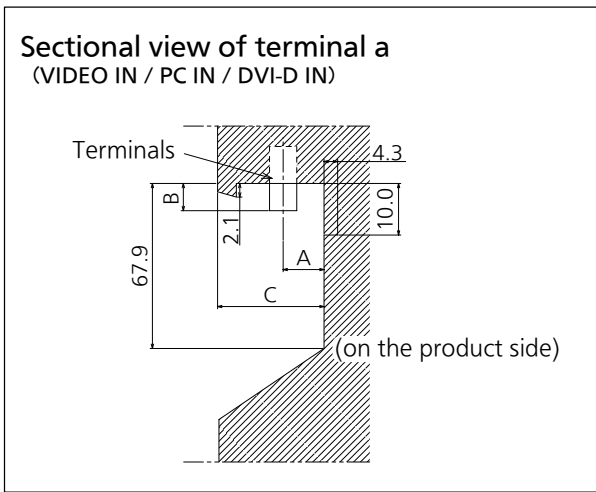 Sectional view of terminal a
(VIDEO IN / PC IN / DVI-D IN)
Terminals
4.3
B
2.1
10.0
A
67.9
C
(on the product side)